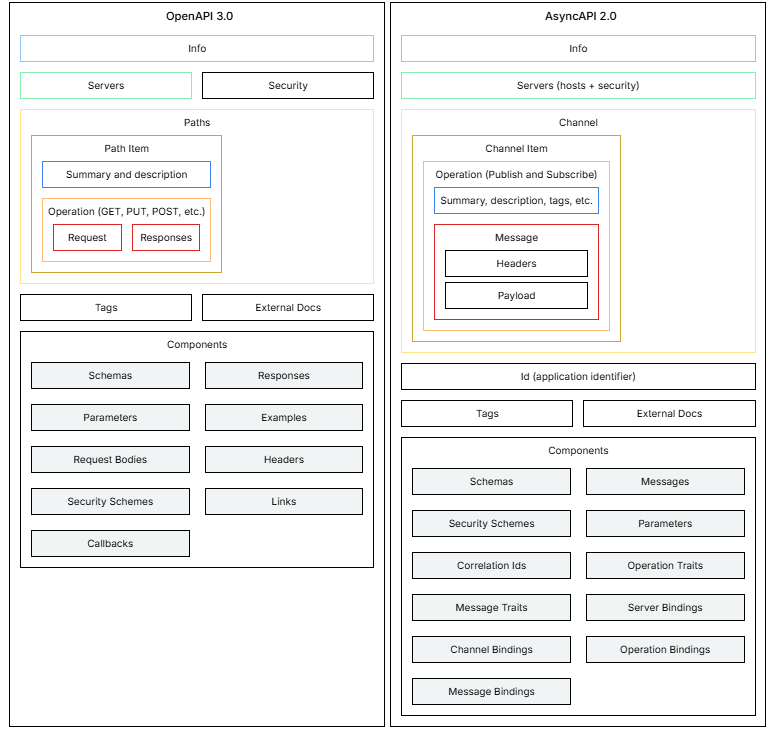 OpenAPI 3.0
Info
Servers
Security
Paths
Path Item
Summary and description
Operation (GET, PUT, POST, etc.)
Request
Responses
Tags
External Docs
Components
Schemas
Responses
Parameters
Examples
Request Bodies
Headers
Security Schemes
Links
Callbacks
AsyncAPI 2.0
Info
Servers (hosts + security)
Channel
Channel Item
Operation (Publish and Subscribe)
Summary, description, tags, etc.
Message
Headers
Payload
Id (application identifier)
Tags
External Docs
Components
Schemas
Messages
Security Schemes
Parameters
Correlation Ids
Operation Traits
Message Traits
Server Bindings
Channel Bindings
Operation Bindings
Message Bindings